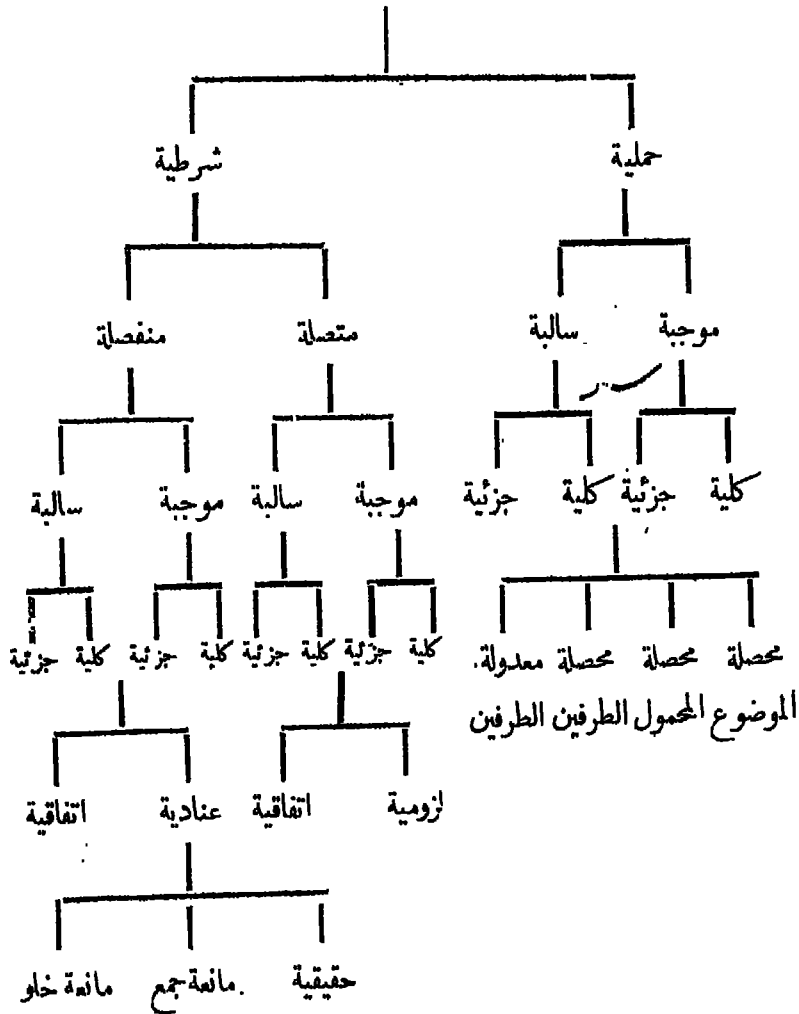 حملية شرطية
موجبة سالبة متصلة منفصلة
كلية جزئية كلية جزئية موجبة سالبة موجبة سالبة
كلية جزئية كلية جزئية كلية جزئية كلية جزئية
محصلة محصلة محصلة معدولة.
الموضوع المحمول الطرفين الطرفين
لزومية اتفاقية عنادية اتفاقية
حقيقية مانعة جمع مانعة خلو